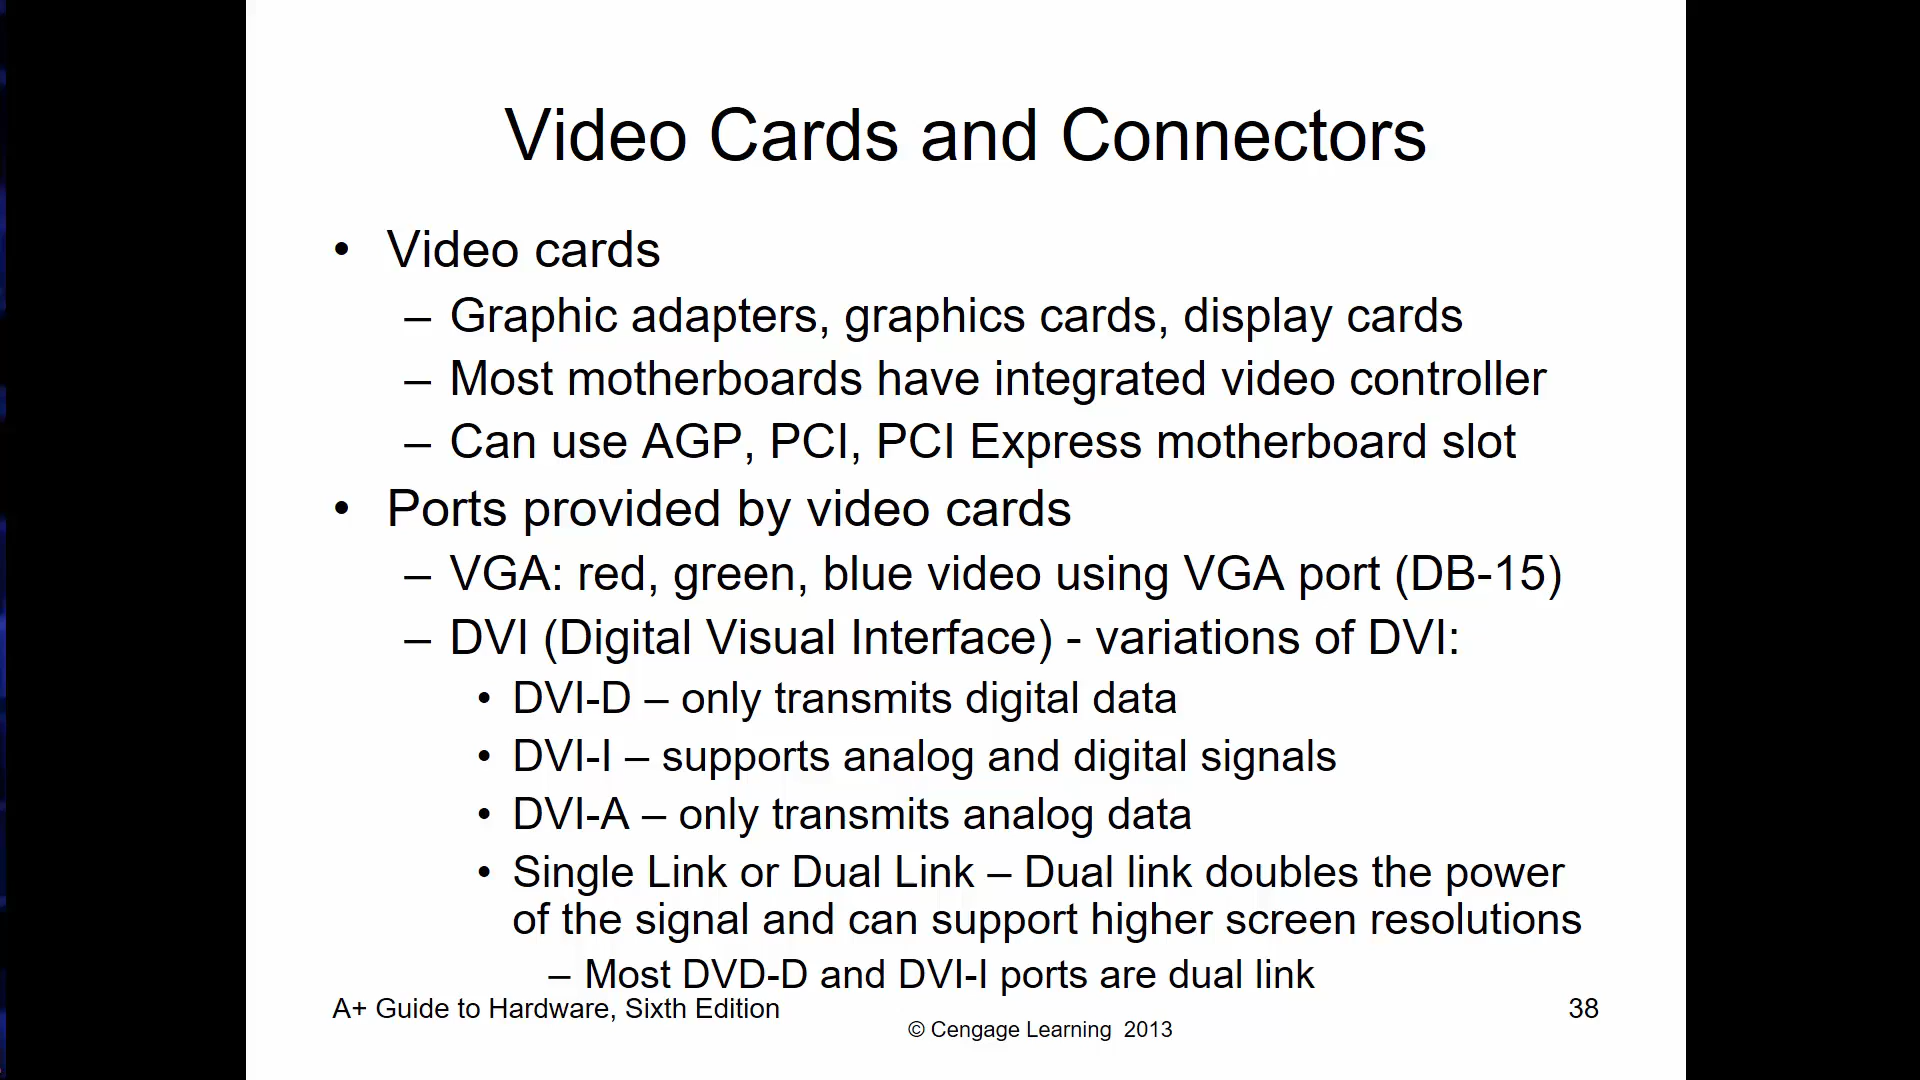 Video Cards and Connectors
• Video cards
– Graphic adapters, graphics cards, display cards
– Most motherboards have integrated video controller
– Can use AGP, PCI, PCI Express motherboard slot
• Ports provided by video cards
– VGA: red, green, blue video using VGA port (DB-15)
– DVI (Digital Visual Interface) - variations of DVI:
• DVI-D – only transmits digital data
• DVI-I – supports analog and digital signals
• DVI-A – only transmits analog data
• Single Link or Dual Link – Dual link doubles the power
of the signal and can support higher screen resolutions
– Most DVD-D and DVI-I ports are dual link
A+ Guide to Hardware, Sixth Edition
© Cengage Learning 2013
38